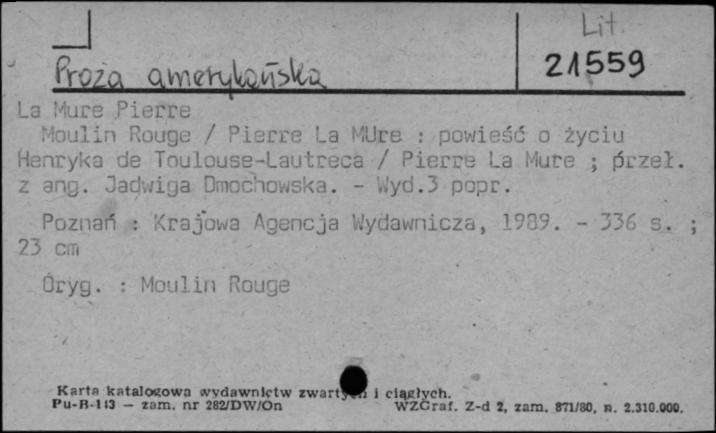 Lit.
Proza amerykańska 21559
La Mure Pierre
Moulin Rouge / Pierre La MUre : powieść o życiu
Henryka de Toulouse-Lautreca / Pierre La Mure ; przeł.
z ang. Jadwiga Dmochowska. - Wyd.3 popr.
Poznań : Krajowa Agencja Wydawnicza, 1989. - 336 s. ;
23 cm
Oryg. : Moulin Rouge
Karta katalogowa wydawnictw zwartych i ciągłych.
Pu-B-113 — zam. nr 282/DW/On WZGraf. Z-d 2, zam. 871/80, n. 2.310.000.